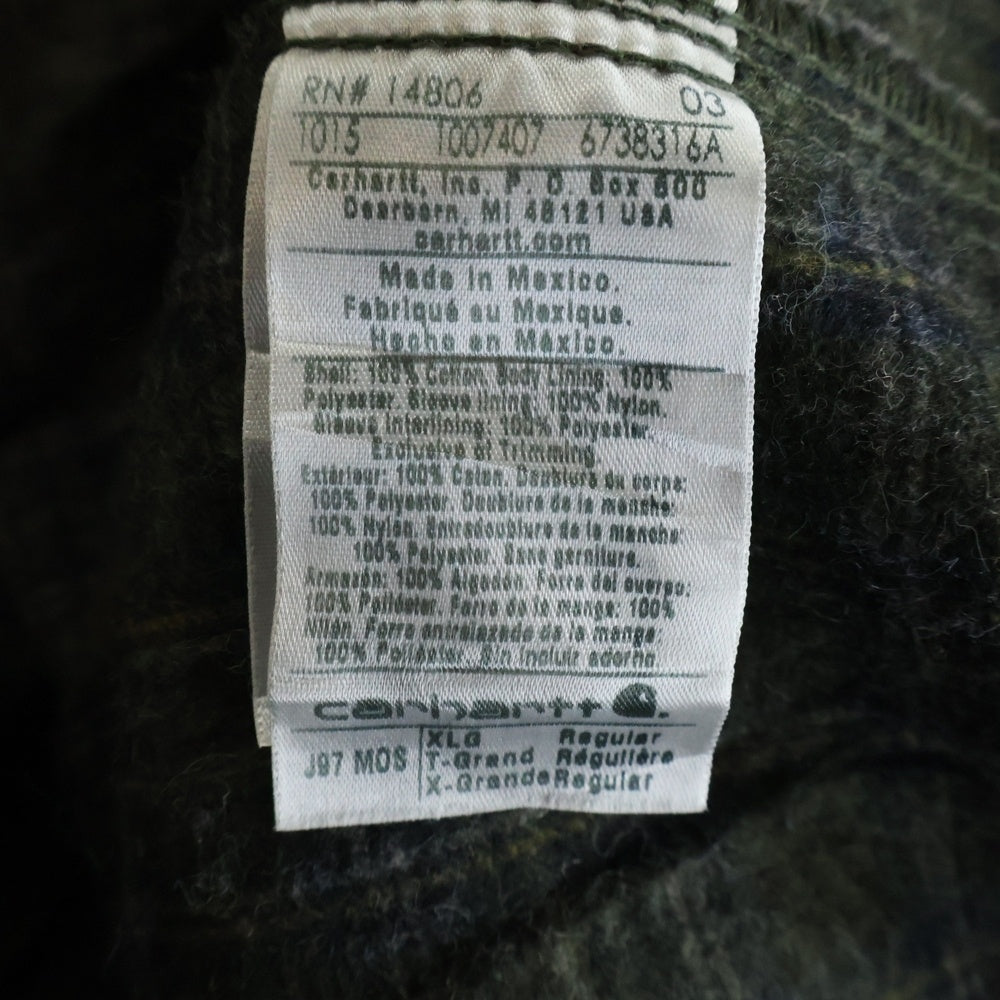 RN# 14806 03
1015 1007407 6738316A
Carhartt, Inc. P. O. Box 600
Dearborn, MI 48121 USA
carhartt.com
Made in Mexico.
Fabriqué au Mexique.
Hecho en México.
Shell: 100% Cotton. Body Lining: 100%
Polyester. Sleeve lining: 100% Nylon.
Sleeve Interlining: 100% Polyester.
Exclusive of Trimming
Extérieur: 100% Coton. Doublure du corps:
100% Polyester. Doublure de la manche:
100% Nylon. Entredoublure de la manche:
100% Polyester. Sans garniture.
Armazón: 100% Algodón. Forro del cuerpo:
100% Poliéster. Forro de la manga: 100%
Nilón. Forro entrelazado de la manga:
100% Poliéster. Sin incluir adorno.
carhartt
J97 MOS XLG Regular
T-Grand Régulière
X-Grande Regular